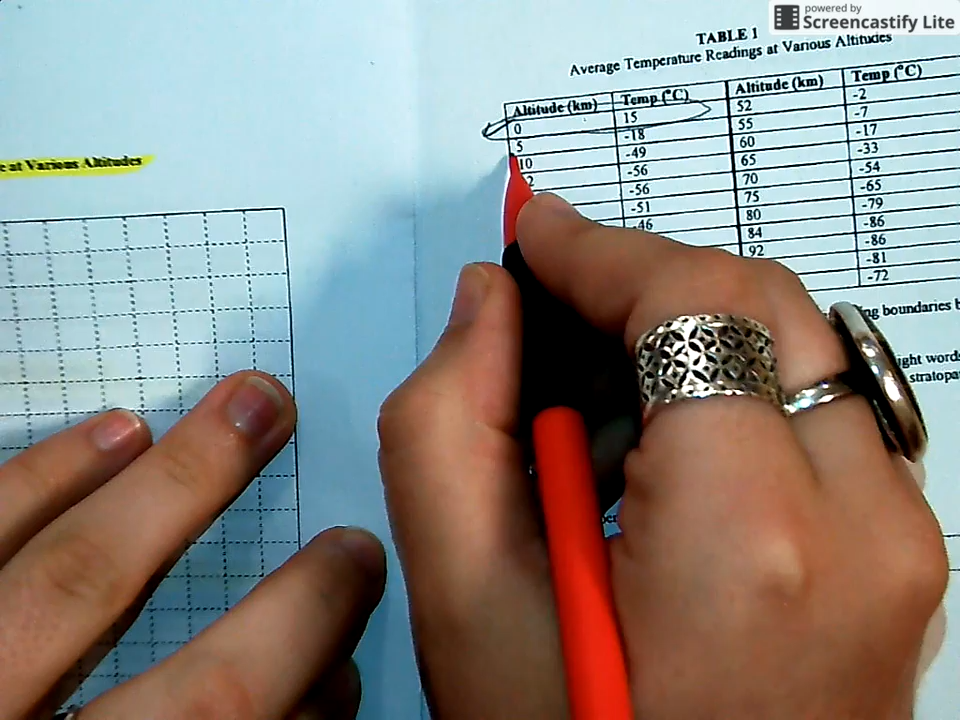 powered by
Screencastify Lite
TABLE 1
Average Temperature Readings at Various Altitudes
Altitude (km) Temp (°C) Altitude (km) Temp (°C)
0 15 52 -2
5 -18 55 -7
10 -49 60 -17
-56 65 -33
-56 70 -54
-51 75 -65
-46 80 -79
84 -86
92 -86
-81
-72
e at Various Altitudes
boundaries
words